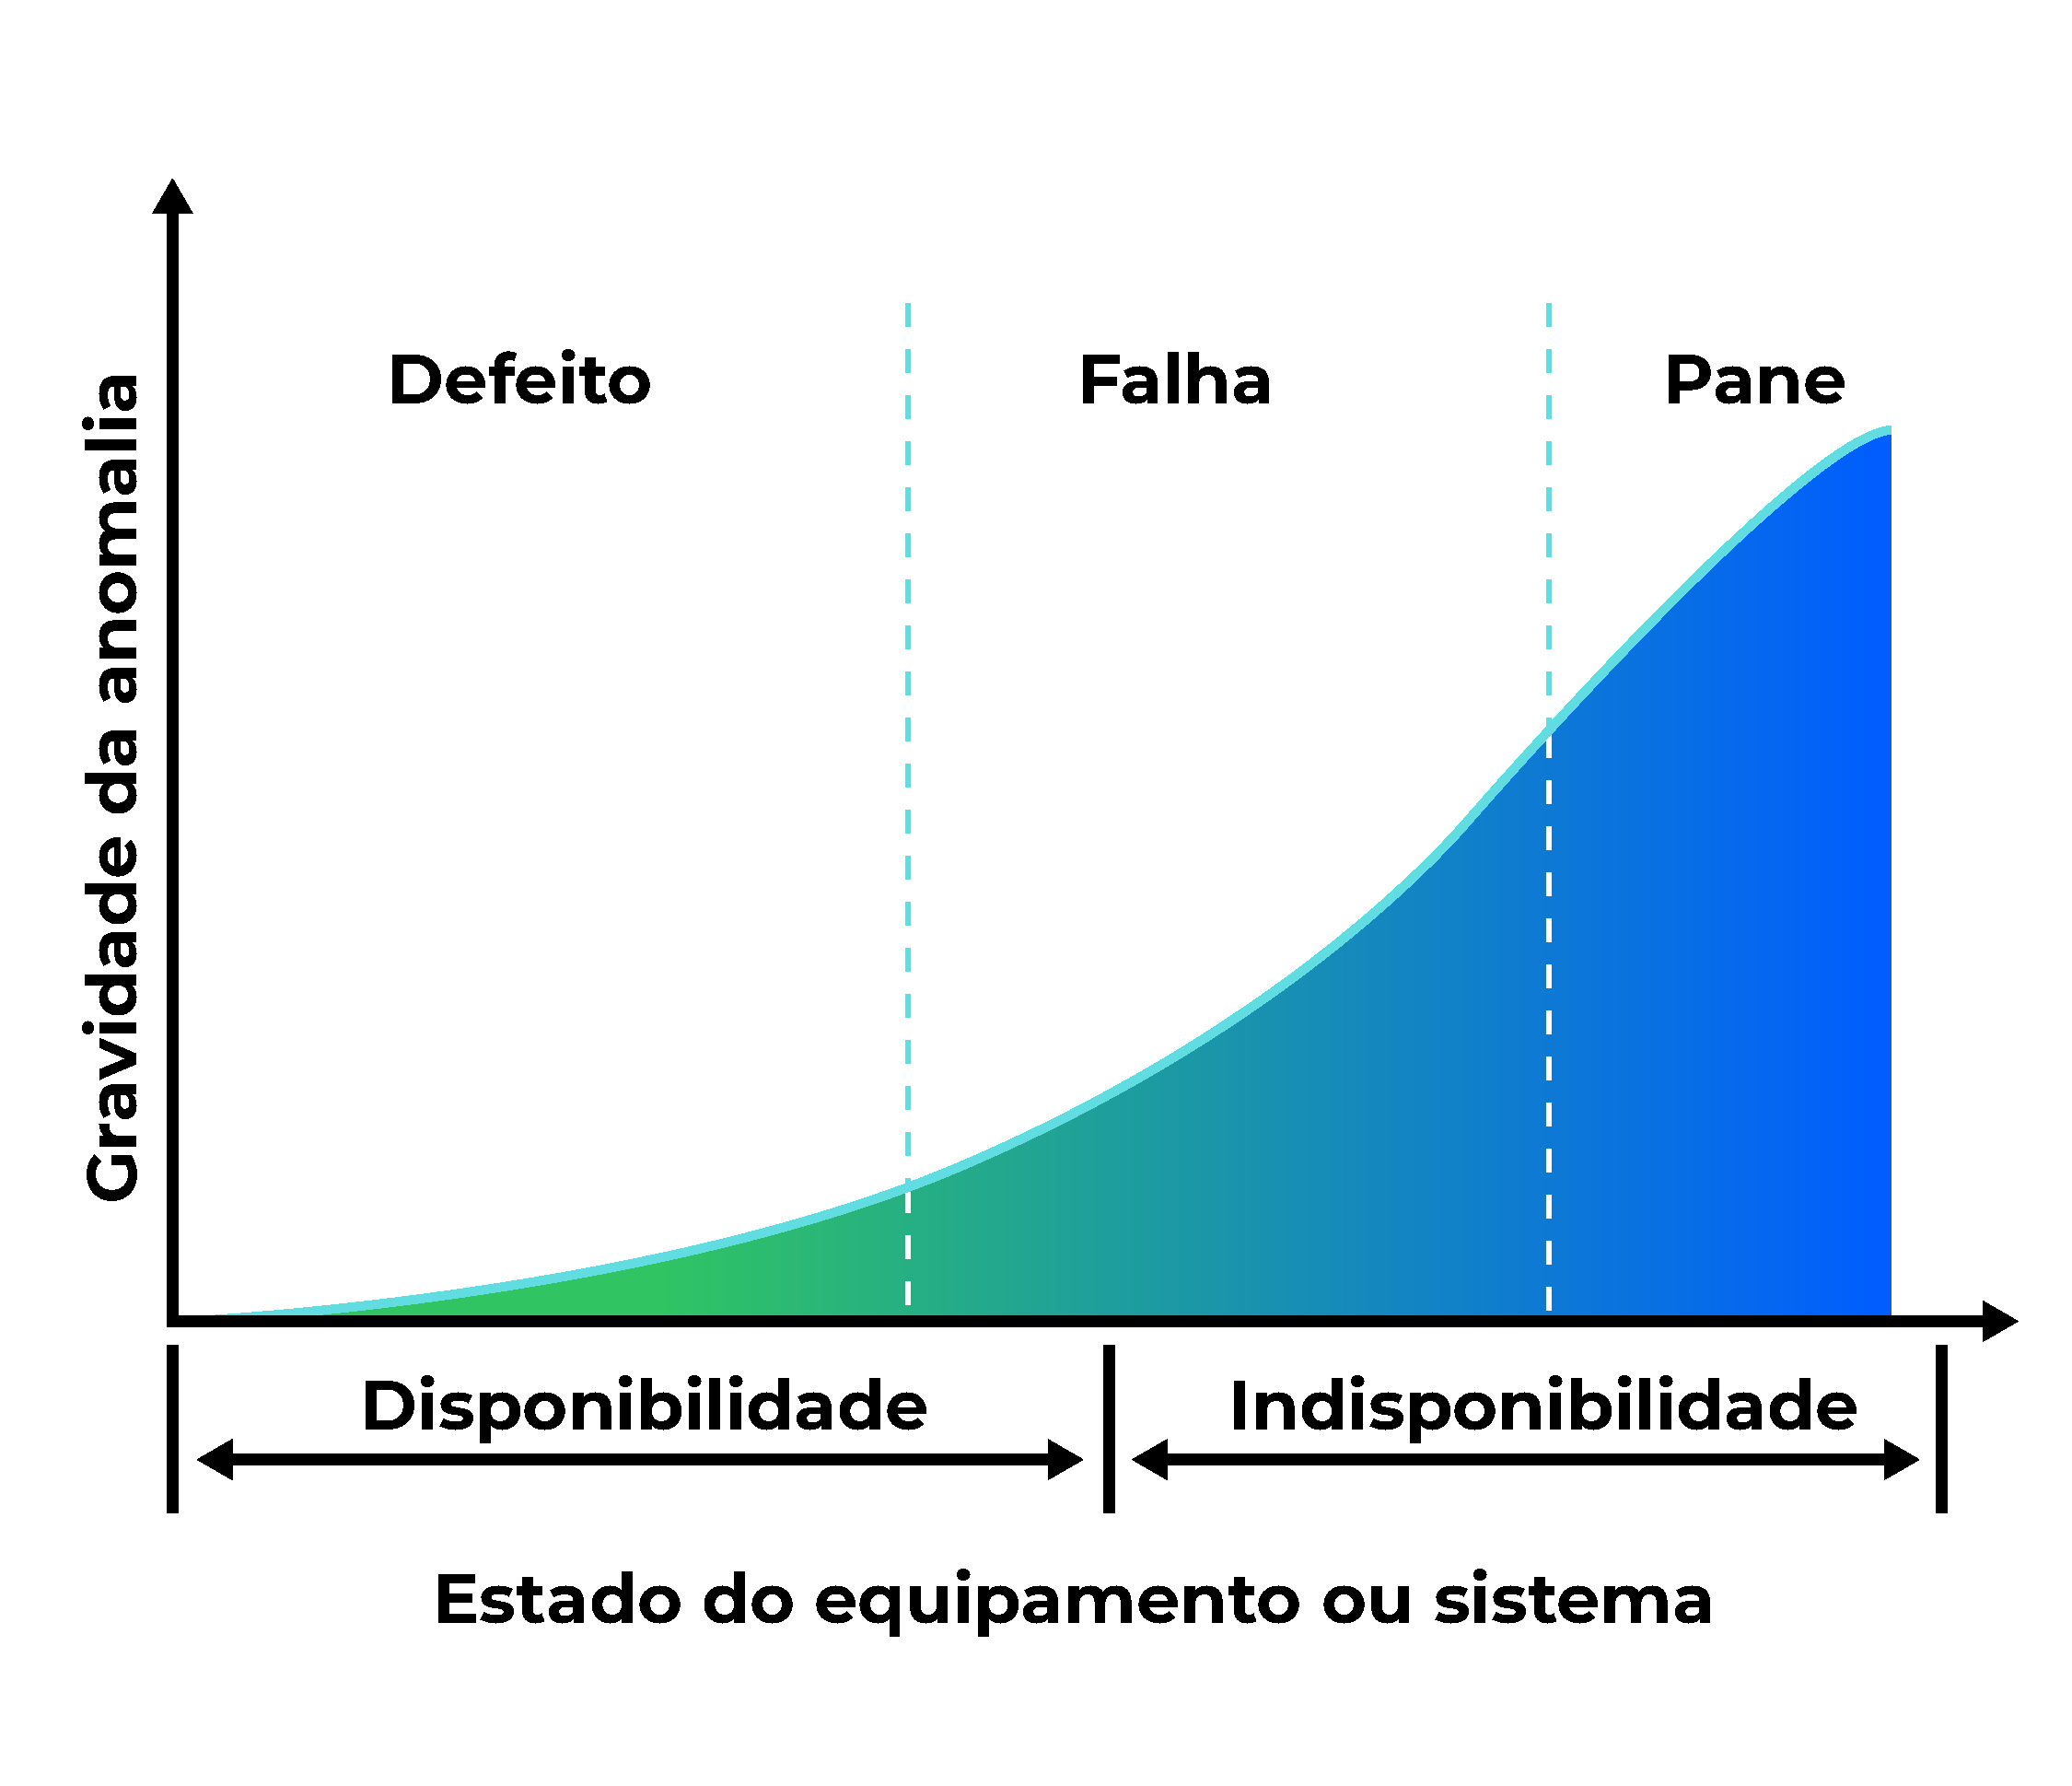 Defeito
Falha
Pane
Gravidade da anomalia
Disponibilidade
Indisponibilidade
Estado do equipamento ou sistema